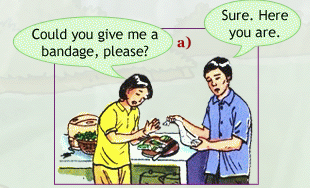 Could you give me a
bandage, please?
a)
Sure. Here
you are.